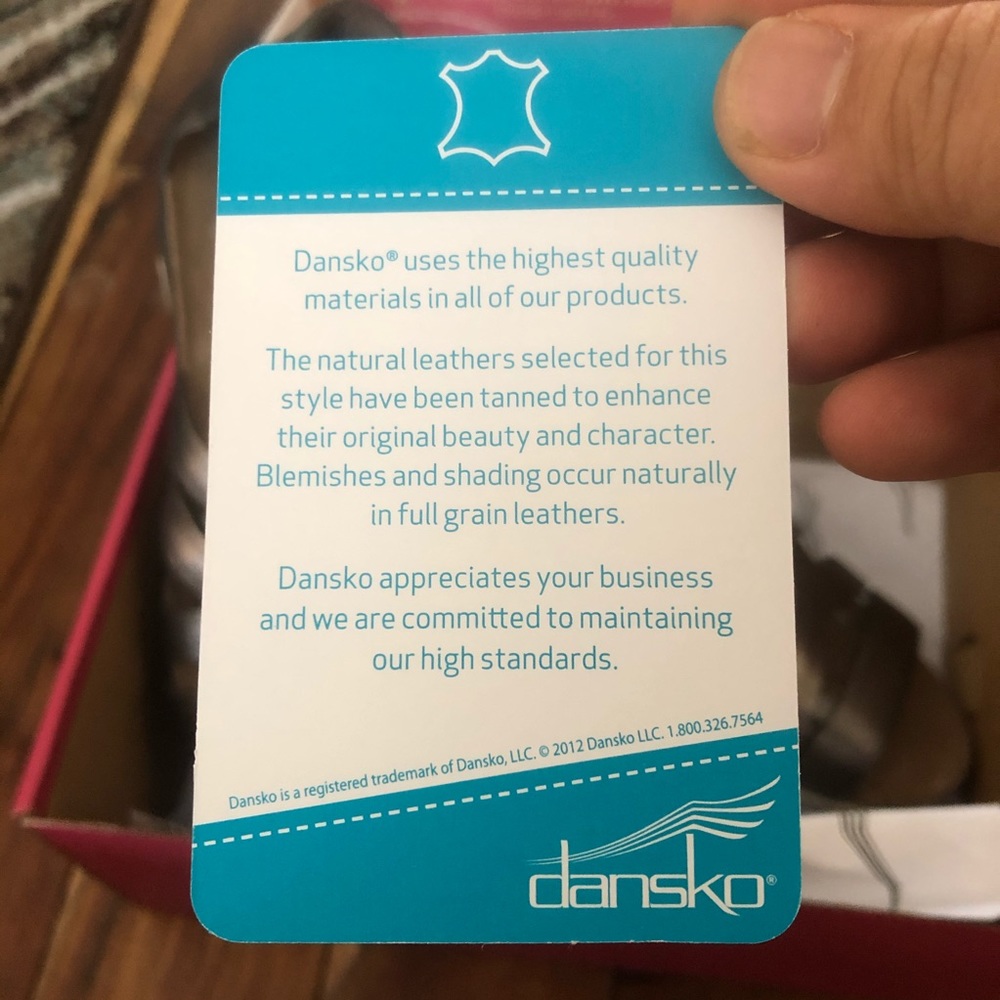 Dansko® uses the highest quality
materials in all of our products.
The natural leathers selected for this
style have been tanned to enhance
their original beauty and character.
Blemishes and shading occur naturally
in full grain leathers.
Dansko appreciates your business
and we are committed to maintaining
our high standards.
Dansko is a registered trademark of Dansko, LLC. © 2012 Dansko LLC. 1.800.326.7564
dansko®